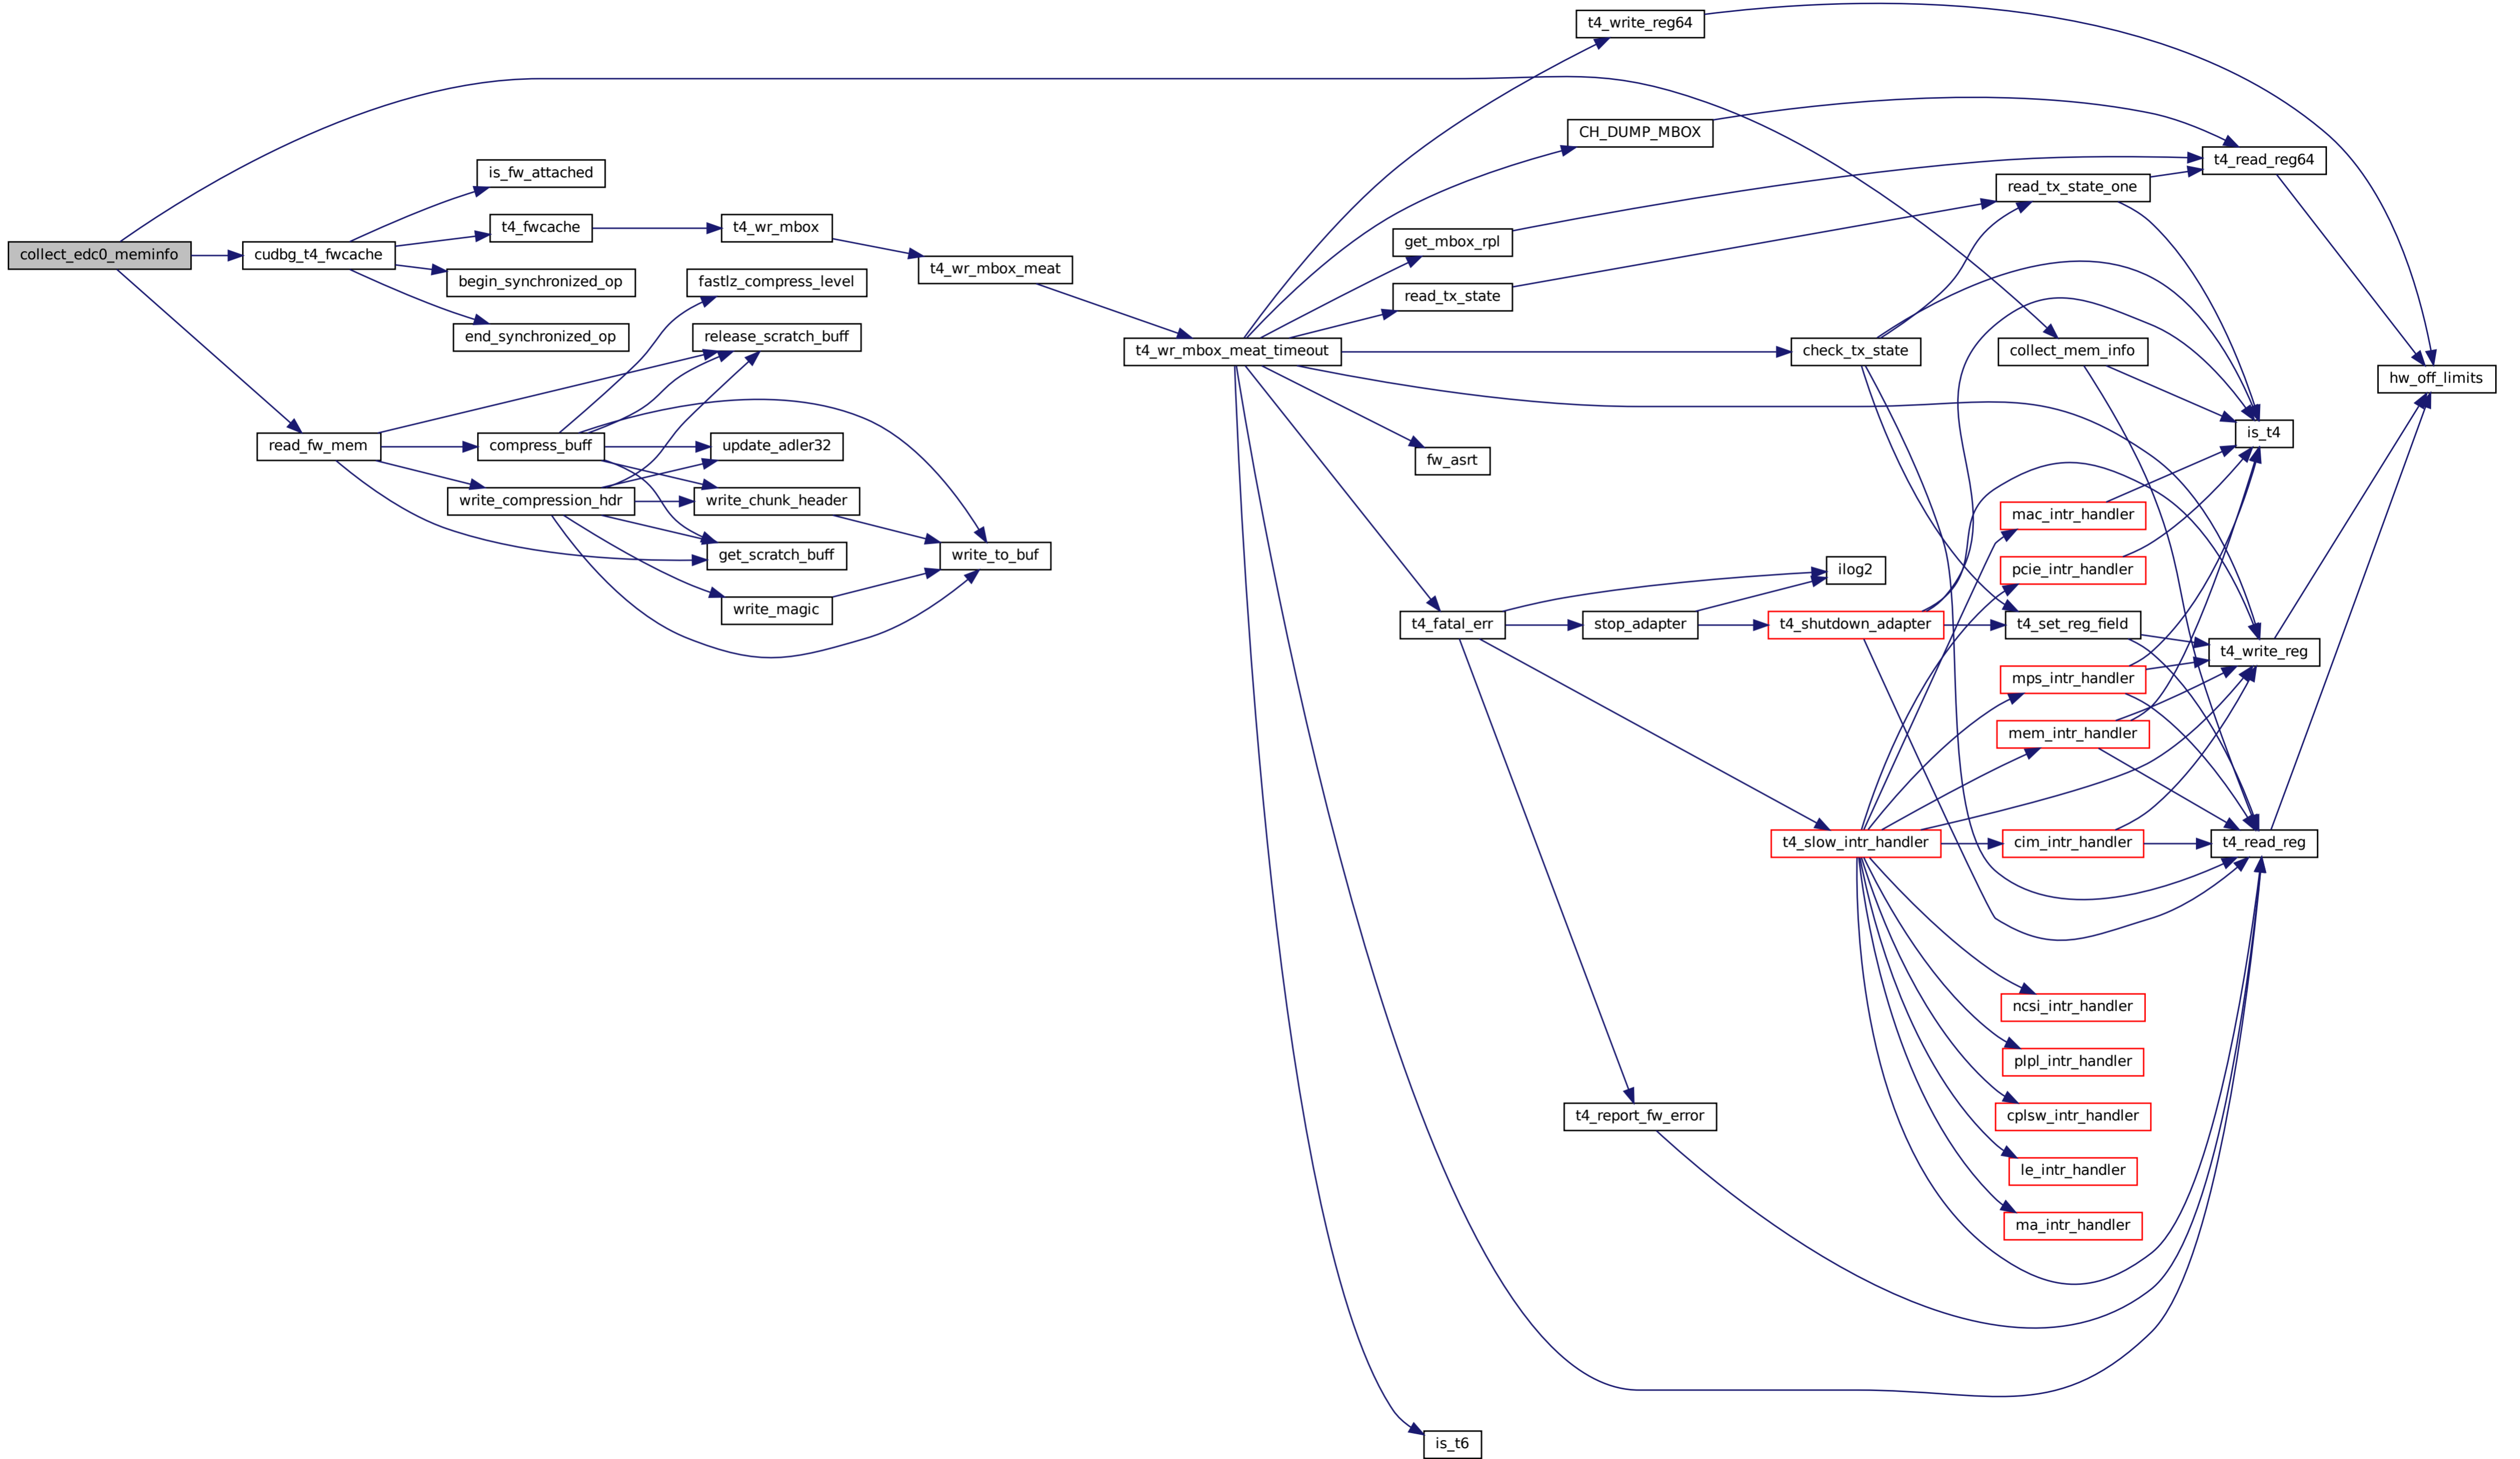 collect_edc0_meminfo
cudbg_t4_fwcache
read_fw_mem
is_fw_attached
t4_fwcache
begin_synchronized_op
end_synchronized_op
compress_buff
write_compression_hdr
t4_wr_mbox
fastlz_compress_level
release_scratch_buff
update_adler32
write_chunk_header
get_scratch_buff
write_magic
t4_wr_mbox_meat
write_to_buf
t4_wr_mbox_meat_timeout
get_mbox_rpl
read_tx_state
fw_asrt
t4_fatal_err
is_t6
t4_write_reg64
CH_DUMP_MBOX
stop_adapter
t4_report_fw_error
check_tx_state
ilog2
t4_shutdown_adapter
t4_slow_intr_handler
read_tx_state_one
collect_mem_info
mac_intr_handler
pcie_intr_handler
t4_set_reg_field
mps_intr_handler
mem_intr_handler
cim_intr_handler
ncsi_intr_handler
plpl_intr_handler
cplsw_intr_handler
le_intr_handler
ma_intr_handler
t4_read_reg64
is_t4
t4_write_reg
t4_read_reg
hw_off_limits